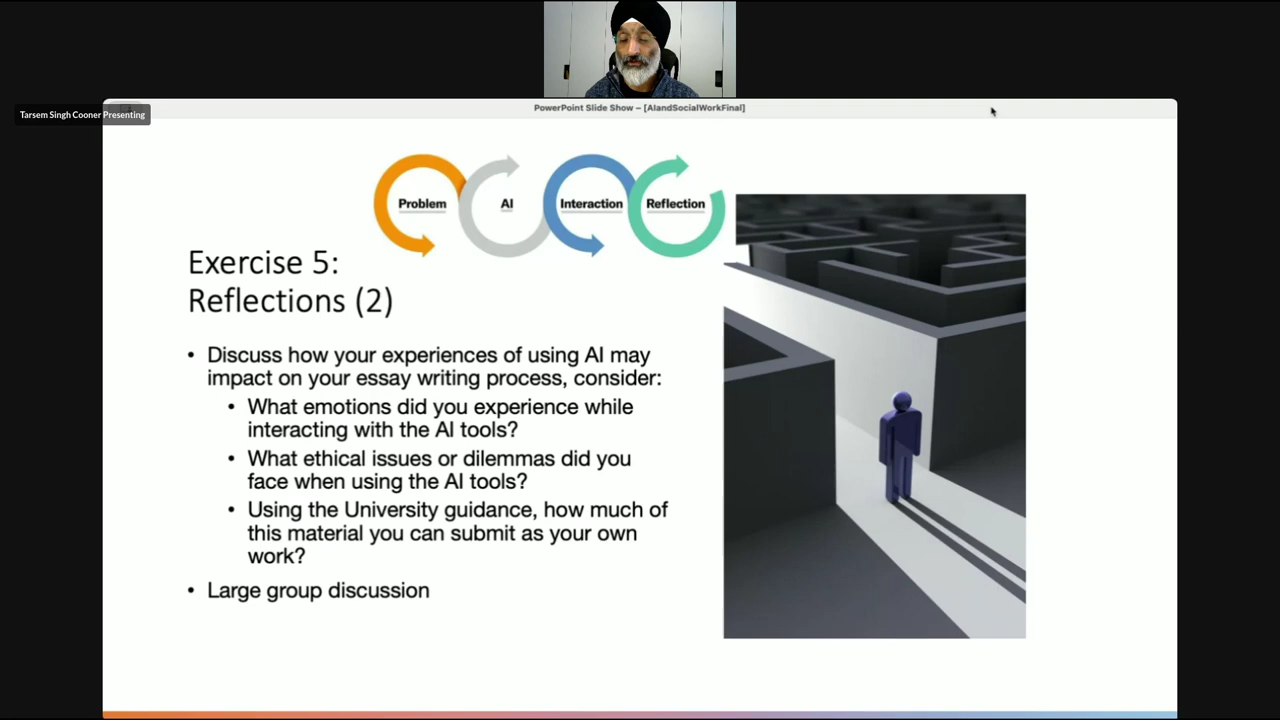 PowerPoint Slide Show – [AIandSocialWorkFinal]
Tarsem Singh Cooner Presenting
Problem
AI
Interaction
Reflection
Exercise 5:
Reflections (2)
• Discuss how your experiences of using AI may
impact on your essay writing process, consider:
• What emotions did you experience while
interacting with the AI tools?
• What ethical issues or dilemmas did you
face when using the AI tools?
• Using the University guidance, how much of
this material you can submit as your own
work?
• Large group discussion